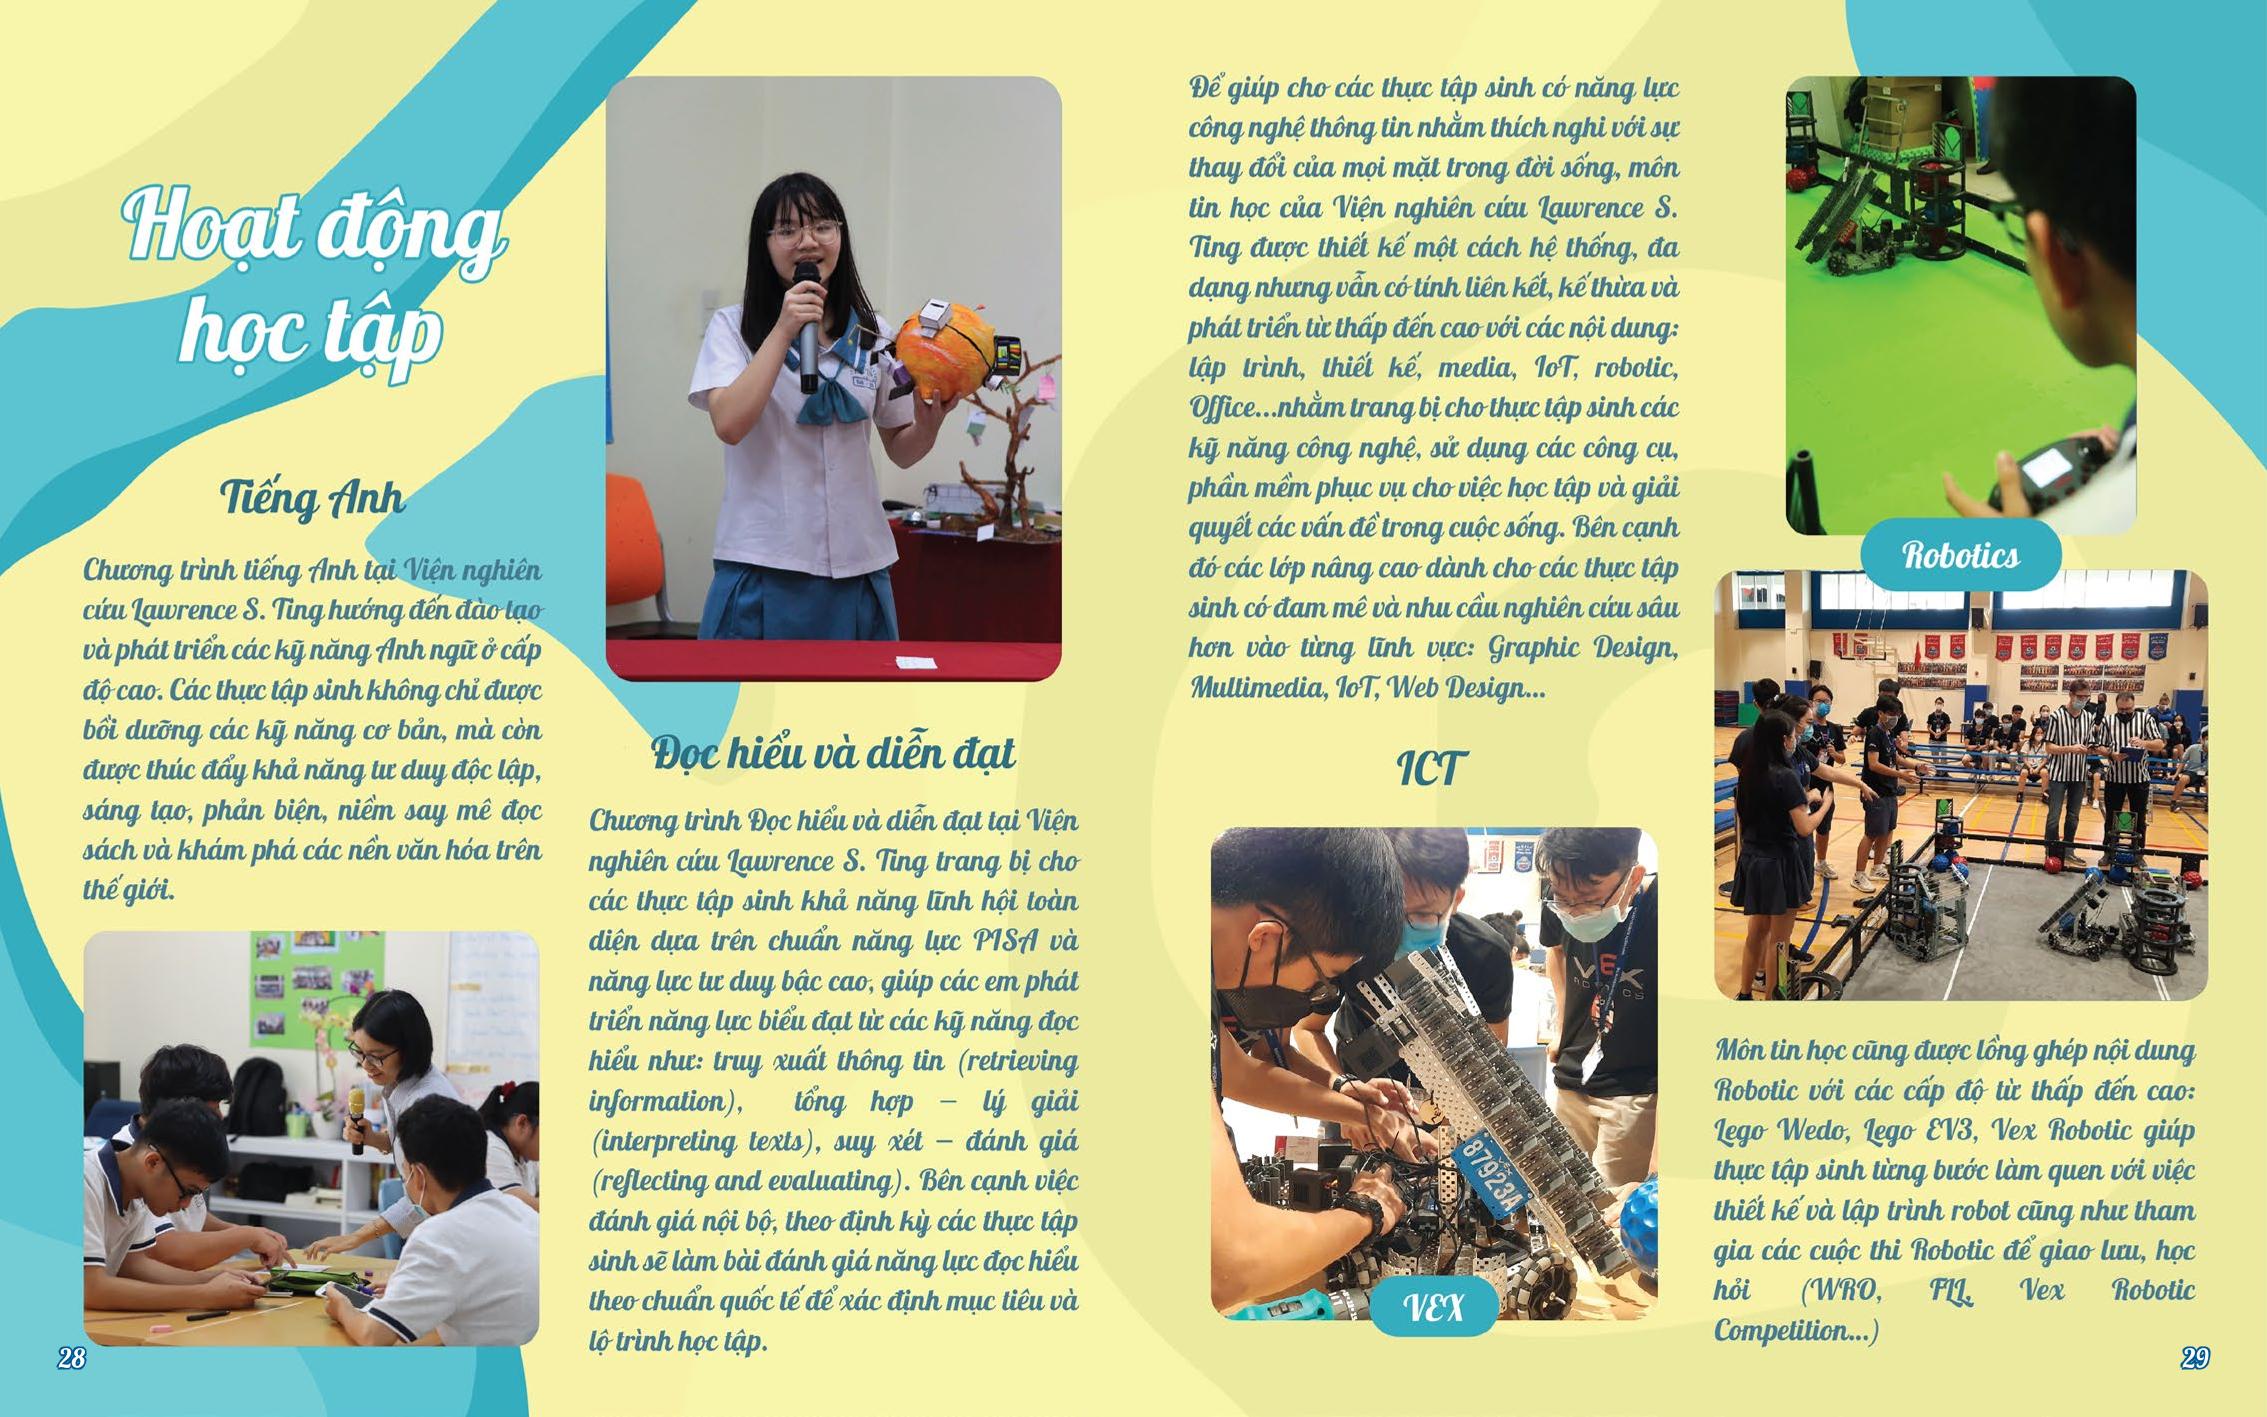 Hoạt động
học tập
Tiếng Anh
Chương trình tiếng Anh tại Viện nghiên
cứu Lawrence S. Ting hướng đến đào tạo
và phát triển các kỹ năng Anh ngữ ở cấp
độ cao. Các thực tập sinh không chỉ được
bồi dưỡng các kỹ năng cơ bản, mà còn
được thúc đẩy khả năng tư duy độc lập,
sáng tạo, phản biện, niềm say mê đọc
sách và khám phá các nền văn hóa trên
thế giới.
28
Đọc hiểu và diễn đạt
Chương trình Đọc hiểu và diễn đạt tại Viện
nghiên cứu Lawrence S. Ting trang bị cho
các thực tập sinh khả năng lĩnh hội toàn
diện dựa trên chuẩn năng lực PISA và
năng lực tư duy bậc cao, giúp các em phát
triển năng lực biểu đạt từ các kỹ năng đọc
hiểu như: truy xuất thông tin (retrieving
information), tổng hợp – lý giải
(interpreting texts), suy xét – đánh giá
(reflecting and evaluating). Bên cạnh việc
đánh giá nội bộ, theo định kỳ các thực tập
sinh sẽ làm bài đánh giá năng lực đọc hiểu
theo chuẩn quốc tế để xác định mục tiêu và
lộ trình học tập.
Để giúp cho các thực tập sinh có năng lực
công nghệ thông tin nhằm thích nghi với sự
thay đổi của mọi mặt trong đời sống, môn
tin học của Viện nghiên cứu Lawrence S.
Ting được thiết kế một cách hệ thống, đa
dạng nhưng vẫn có tính liên kết, kế thừa và
phát triển từ thấp đến cao với các nội dung:
lập trình, thiết kế, media, IoT, robotic,
Office...nhằm trang bị cho thực tập sinh các
kỹ năng công nghệ, sử dụng các công cụ,
phần mềm phục vụ cho việc học tập và giải
quyết các vấn đề trong cuộc sống. Bên cạnh
đó các lớp nâng cao dành cho các thực tập
sinh có đam mê và nhu cầu nghiên cứu sâu
hơn vào từng lĩnh vực: Graphic Design,
Multimedia, IoT, Web Design...
ICT
VEX
ROBOTICS
87923A
VEX
Robotics
Môn tin học cũng được lồng ghép nội dung
Robotic với các cấp độ từ thấp đến cao:
Lego Wedo, Lego EV3, Vex Robotic giúp
thực tập sinh từng bước làm quen với việc
thiết kế và lập trình robot cũng như tham
gia các cuộc thi Robotic để giao lưu, học
hỏi (WRO, FLL, Vex Robotic
Competition...)
29